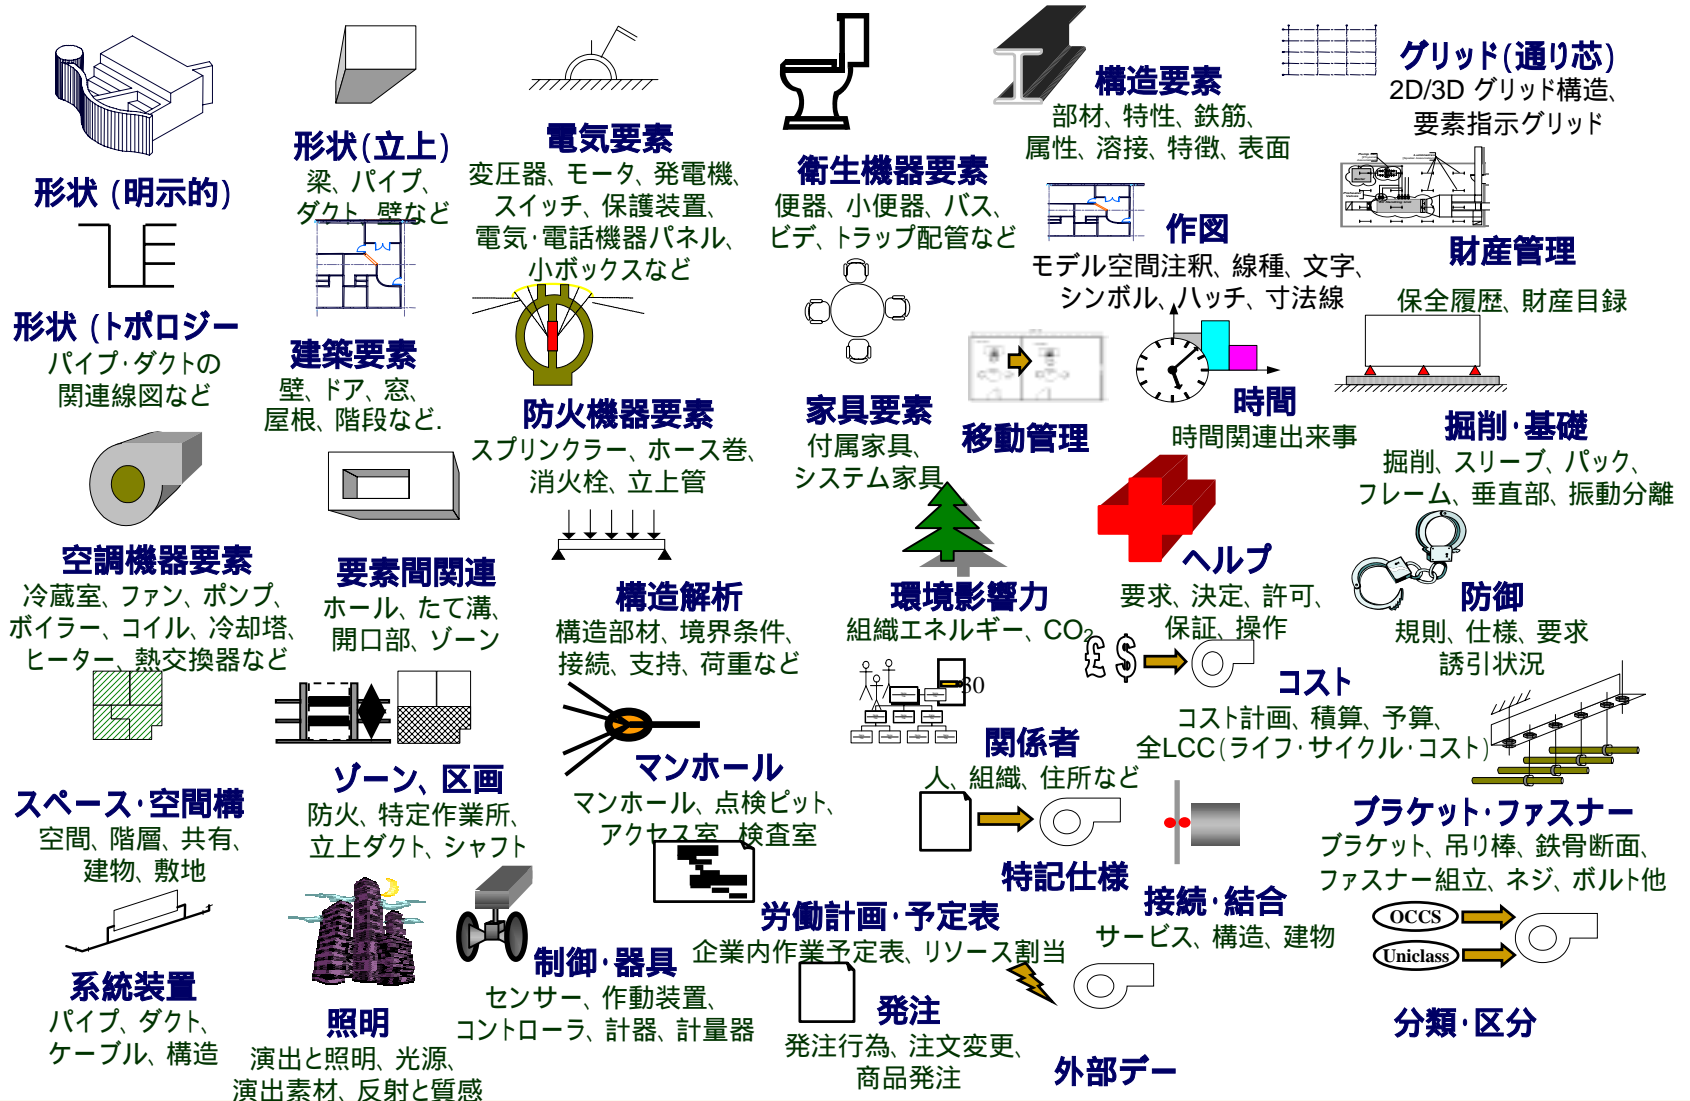 形状 (明示的)
形状(立上)
梁、パイプ、
ダクト、壁など
電気要素
変圧器、モータ、発電機、
スイッチ、保護装置、
電気・電話機器パネル、
小ボックスなど
衛生機器要素
便器、小便器、バス、
ビデ、トラップ配管など
構造要素
部材、特性、鉄筋、
属性、溶接、特徴、表面
グリッド(通り芯)
2D/3D グリッド構造、
要素指示グリッド
形状 (トポロジー
パイプ・ダクトの
関連線図など
建築要素
壁、ドア、窓、
屋根、階段など.
防火機器要素
スプリンクラー、ホース巻、
消火栓、立上管
家具要素
付属家具、
システム家具
作図
モデル空間注釈、線種、文字、
シンボル、ハッチ、寸法線
財産管理
保全履歴、財産目録
移動管理
時間
時間関連出来事
掘削・基礎
掘削、スリーブ、パック、
フレーム、垂直部、振動分離
空調機器要素
冷蔵室、ファン、ポンプ、
ボイラー、コイル、冷却塔、
ヒーター、熱交換器など
要素間関連
ホール、たて溝、
開口部、ゾーン
構造解析
構造部材、境界条件、
接続、支持、荷重など
環境影響力
組織エネルギー、CO2
ヘルプ
要求、決定、許可、
保証、操作
防御
規則、仕様、要求
誘引状況
スペース・空間構
空間、階層、共有、
建物、敷地
ゾーン、区画
防火、特定作業所、
立上ダクト、シャフト
マンホール
マンホール、点検ピット、
アクセス室、検査室
30
関係者
人、組織、住所など
£ $
コスト
コスト計画、積算、予算、
全LCC(ライフ・サイクル・コスト)
ブラケット・ファスナー
ブラケット、吊り棒、鉄骨断面、
ファスナー組立、ネジ、ボルト他
系統装置
パイプ、ダクト、
ケーブル、構造
照明
演出と照明、光源、
演出素材、反射と質感
制御・器具
センサー、作動装置、
コントローラ、計器、計量器
労働計画・予定表
企業内作業予定表、リソース割当
特記仕様
接続・結合
サービス、構造、建物
発注
発注行為、注文変更、
商品発注
外部デー
OCCS
Uniclass
分類・区分